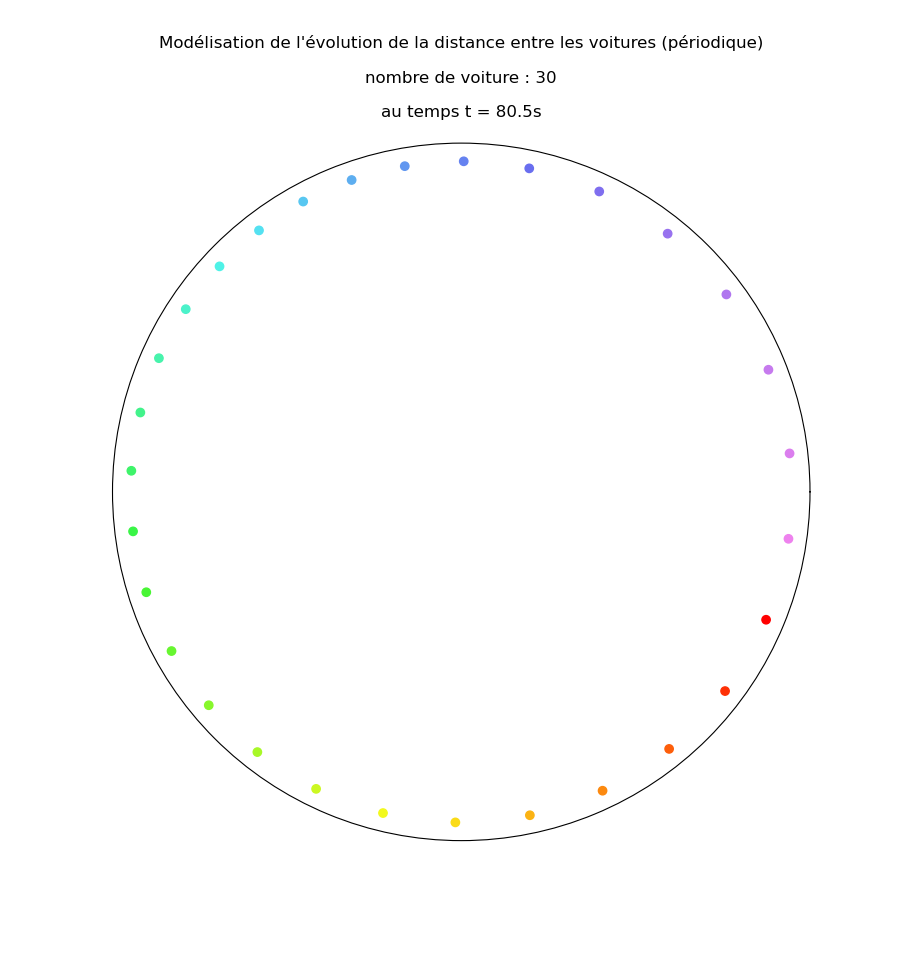 Modélisation de l'évolution de la distance entre les voitures (périodique)
nombre de voiture : 30
au temps t = 80.5s